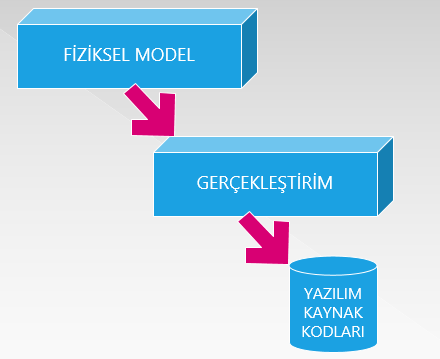 FİZİKSEL MODEL
GERÇEKLEŞTİRİM
YAZILIM
KAYNAK
KODLARI